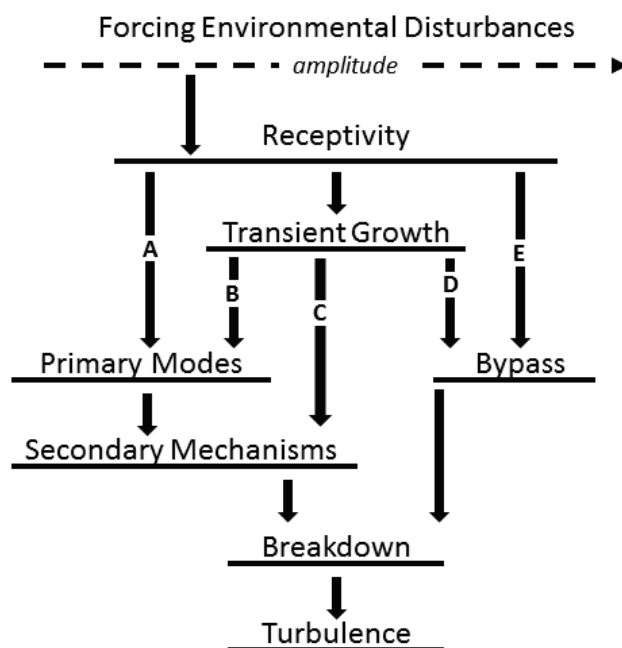 Forcing Environmental Disturbances
amplitude
Receptivity
Transient Growth
A
B
C
D
E
Primary Modes
Bypass
Secondary Mechanisms
Breakdown
Turbulence